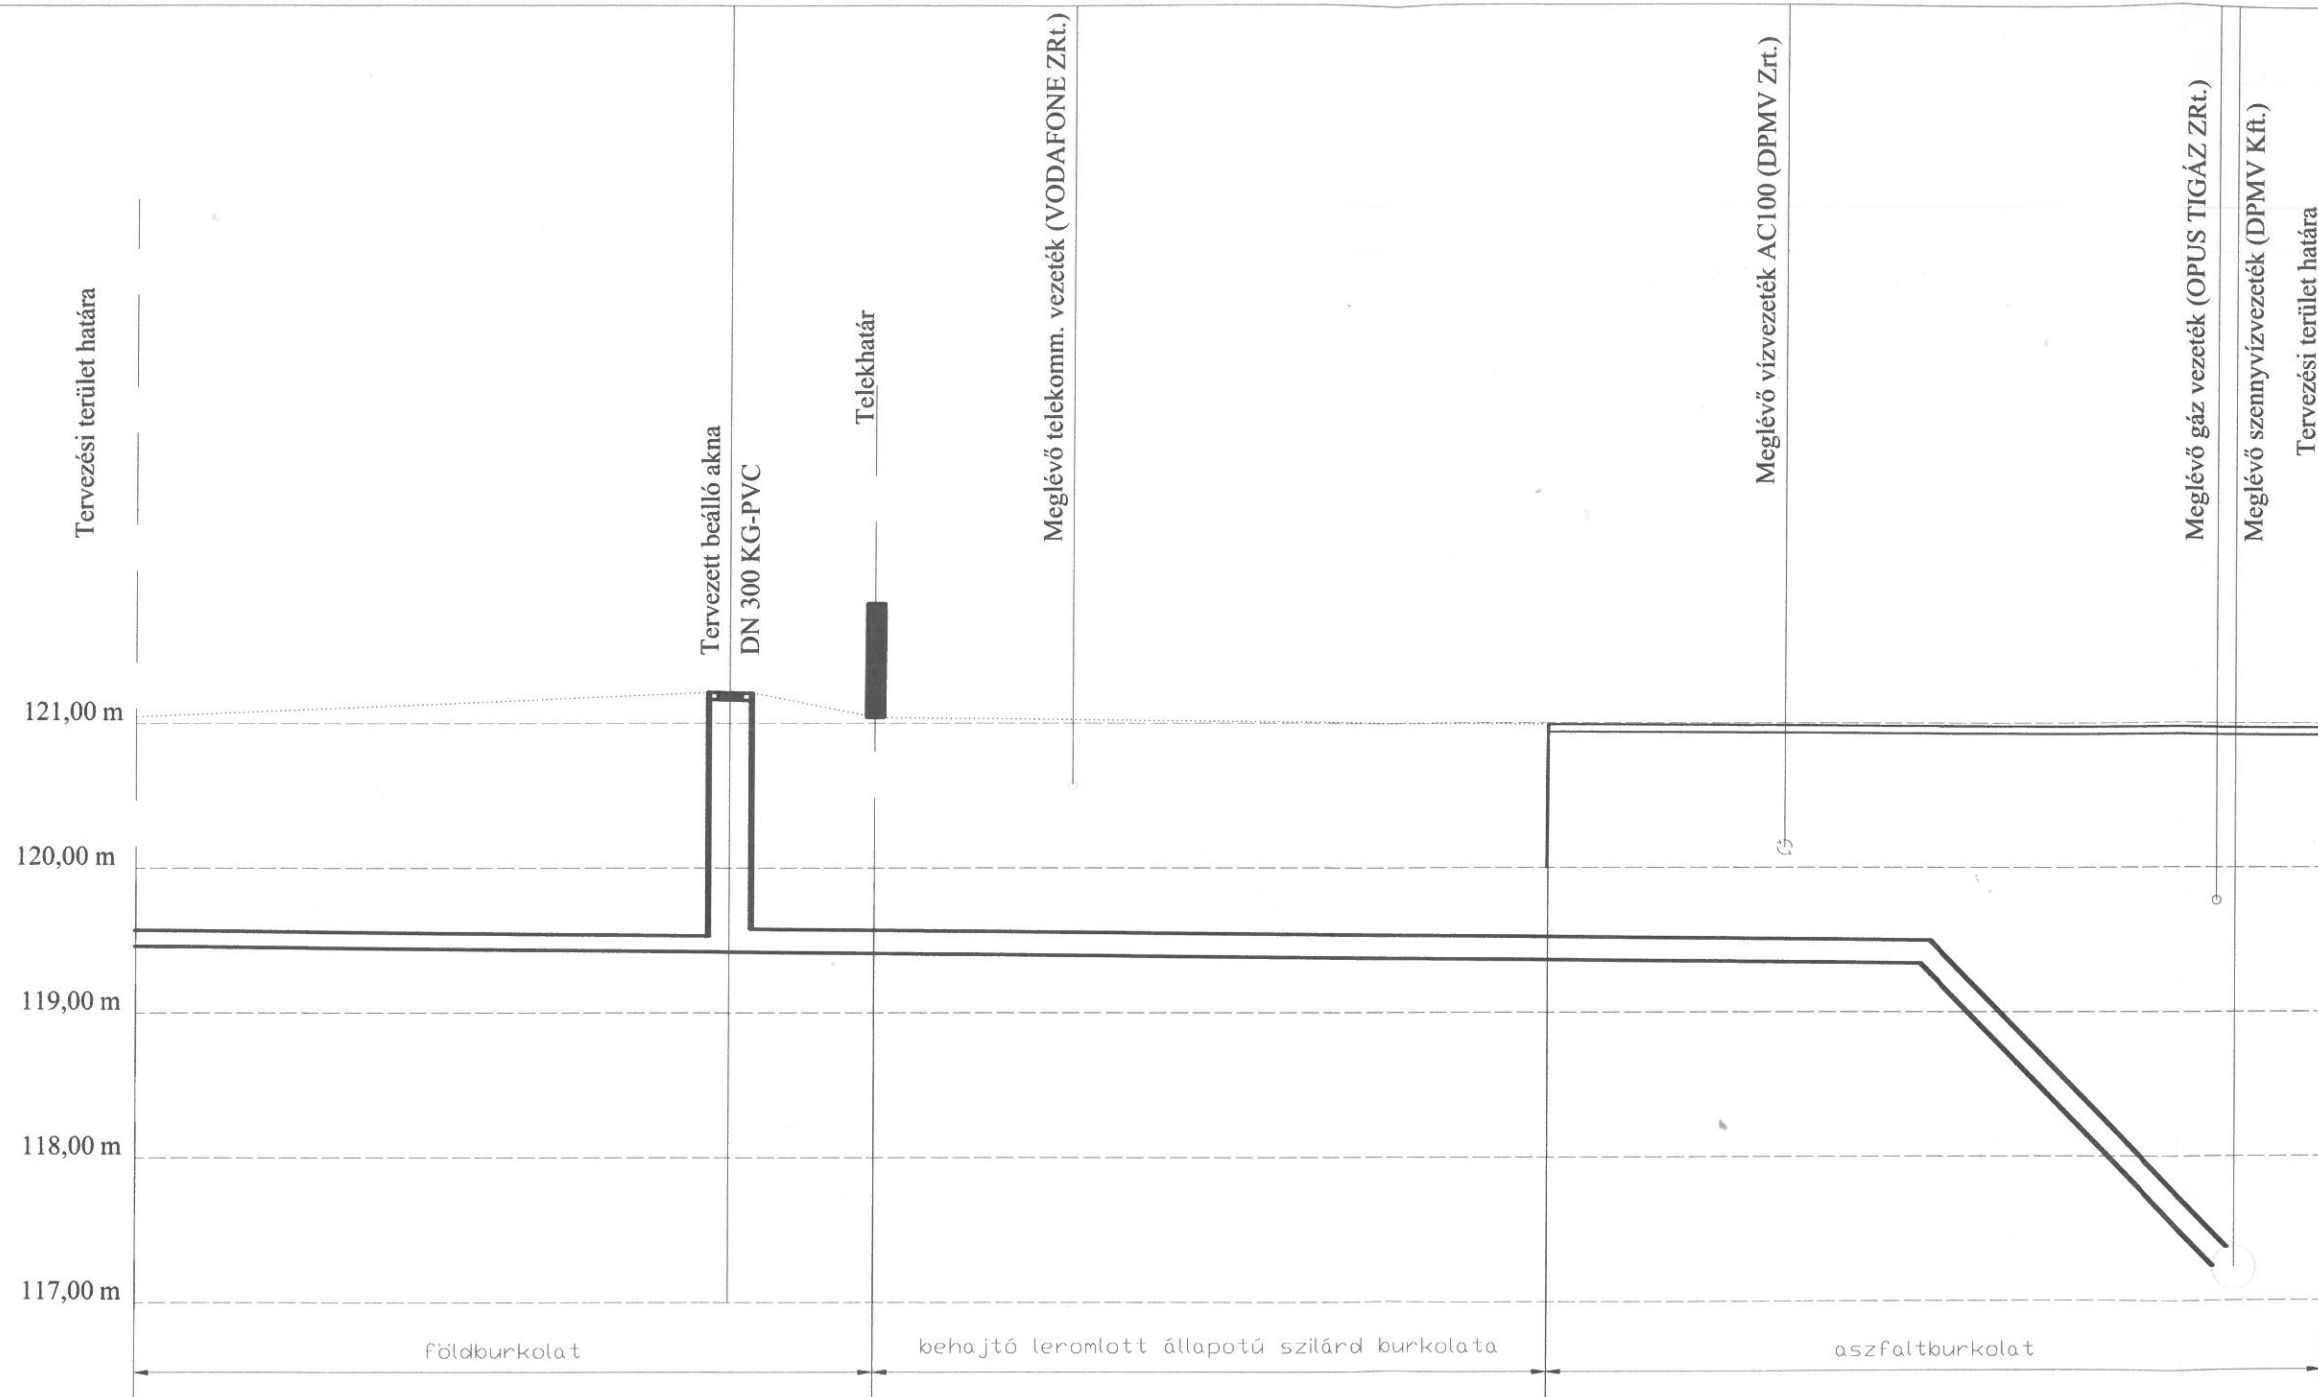 Tervezési terület határa
Tervezett beálló akna
DN 300 KG-PVC
Telekhatár
Meglévő telekomm. vezeték (VODAFONE ZRt.)
Meglévő vízvezeték AC100 (DPMV Zrt.)
Meglévő gáz vezeték (OPUS TIGÁZ ZRt.)
Meglévő szennyvízvezeték (DPMV Kft.)
Tervezési terület határa
121,00 m
120,00 m
119,00 m
118,00 m
117,00 m
földburkolat
behajtó leromlott állapotú szilárd burkolata
aszfaltburkolat